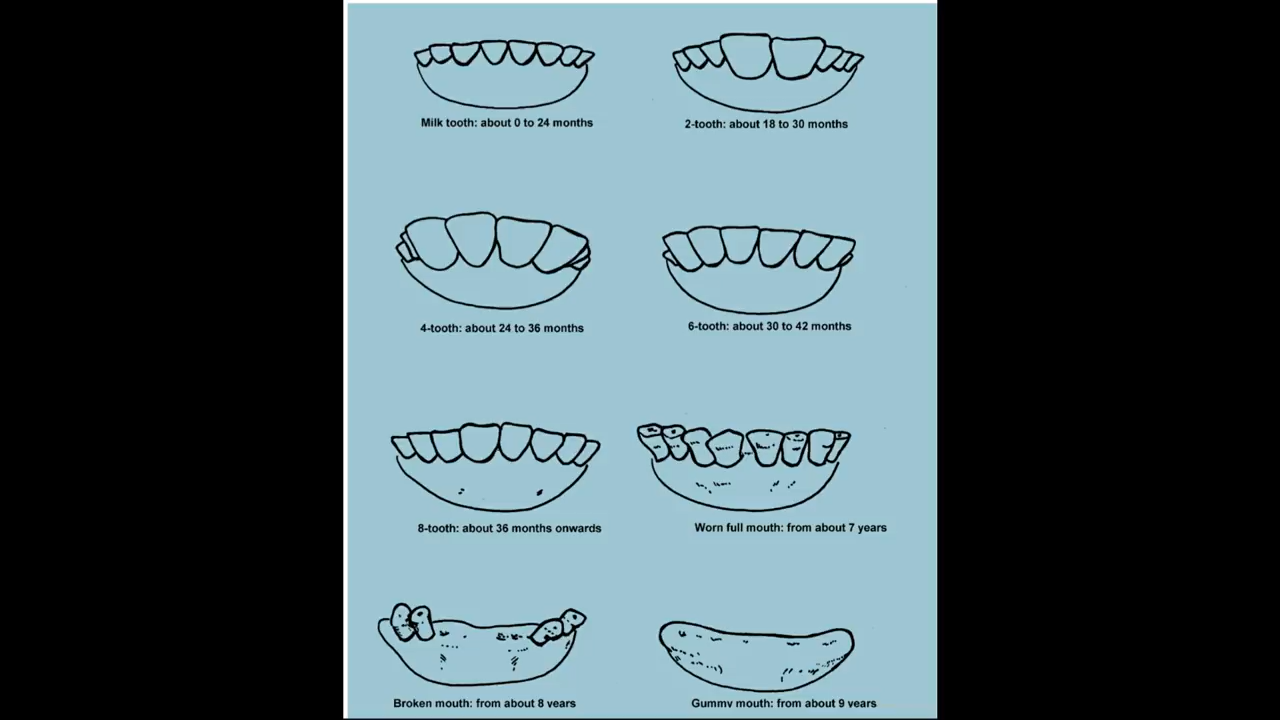 Milk tooth: about 0 to 24 months
2-tooth: about 18 to 30 months
4-tooth: about 24 to 36 months
6-tooth: about 30 to 42 months
8-tooth: about 36 months onwards
Worn full mouth: from about 7 years
Broken mouth: from about 8 years
Gummy mouth: from about 9 years